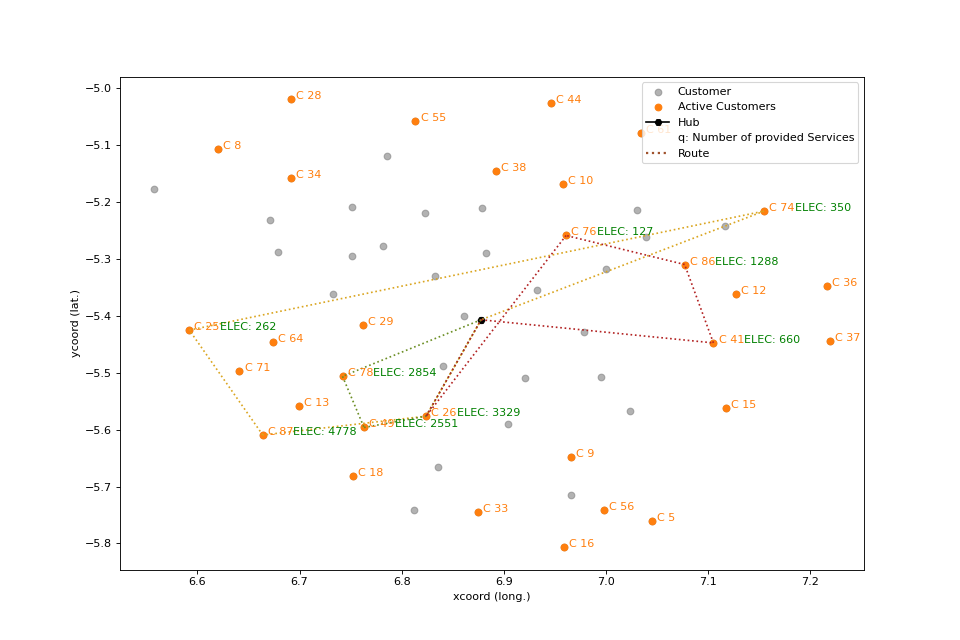 Customer
Active Customers
Hub
q: Number of provided Services
Route
C 28
C 44
C 55
C 8
C 38
C 34
C 10
C 74 ELEC: 350
C 76 ELEC: 127
C 86 ELEC: 1288
C 36
C 12
C 29
C 25 ELEC: 262
C 64
C 41 ELEC: 660
C 37
C 71
C 78 ELEC: 2854
C 13
C 15
C 26 ELEC: 3329
C 49 ELEC: 2551
C 87 ELEC: 4778
C 9
C 18
C 33
C 56
C 5
C 16
−5.0
−5.1
−5.2
−5.3
−5.4
−5.5
−5.6
−5.7
−5.8
ycoord (lat.)
6.6 6.7 6.8 6.9 7.0 7.1 7.2
xcoord (long.)